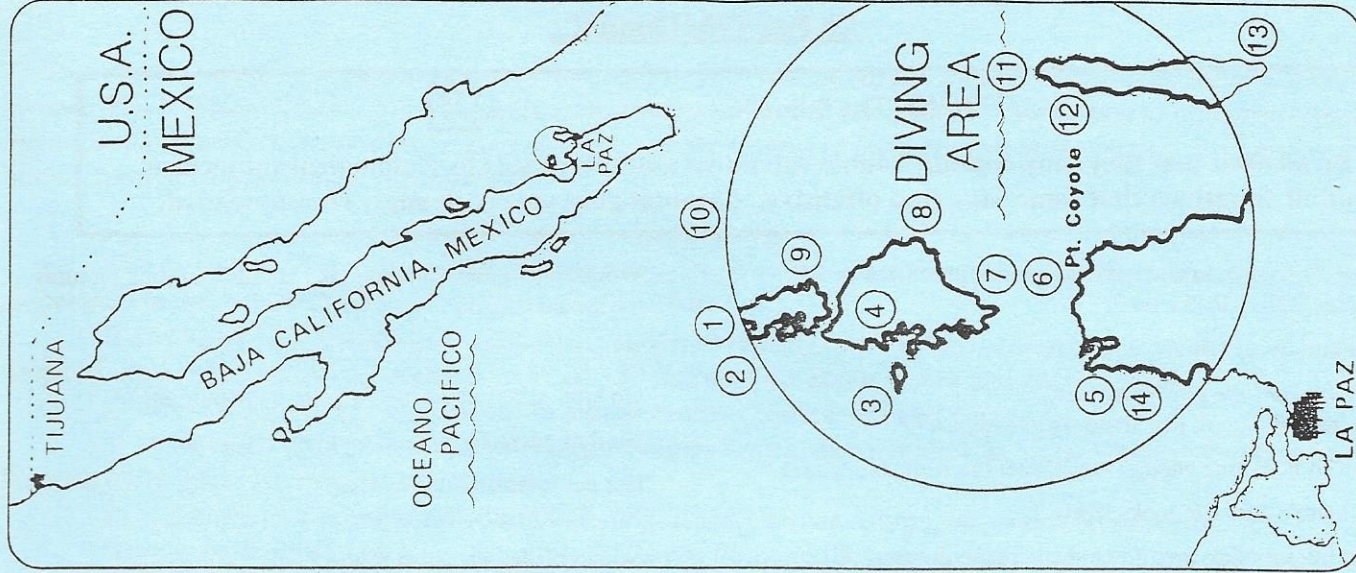 U.S.A.
MEXICO
TIJUANA
BAJA CALIFORNIA, MEXICO
LA
PAZ
OCEANO
PACIFICO
1
2
3
4
5
6
7
8
9
10
11
12
13
14
DIVING
AREA
Pt. Coyote
LA PAZ